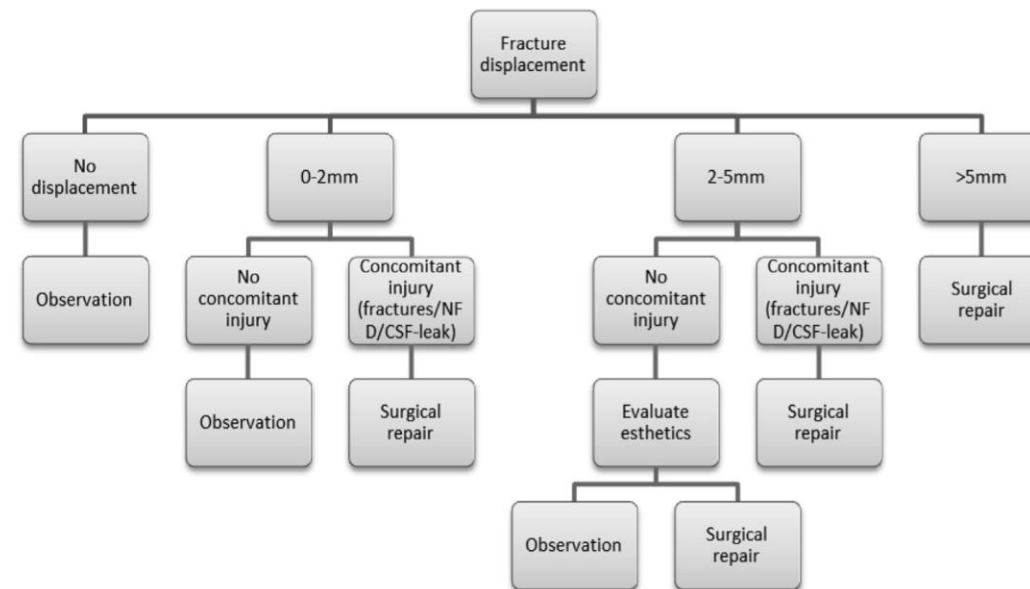 Fracture
displacement
No
displacement
0-2mm
2-5mm
>5mm
Observation
No
concomitant
injury
Concomitant
injury
(fractures/NF
D/CSF-leak)
No
concomitant
injury
Concomitant
injury
(fractures/NF
D/CSF-leak)
Surgical
repair
Observation
Surgical
repair
Evaluate
esthetics
Surgical
repair
Observation
Surgical
repair